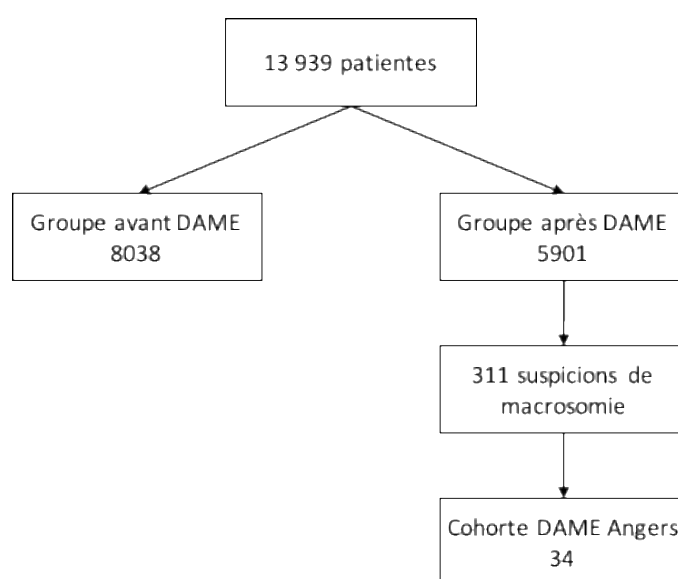 13 939 patientes
Groupe avant DAME
8038
Groupe après DAME
5901
311 suspicions de
macrosomie
Cohorte DAME Angers
34